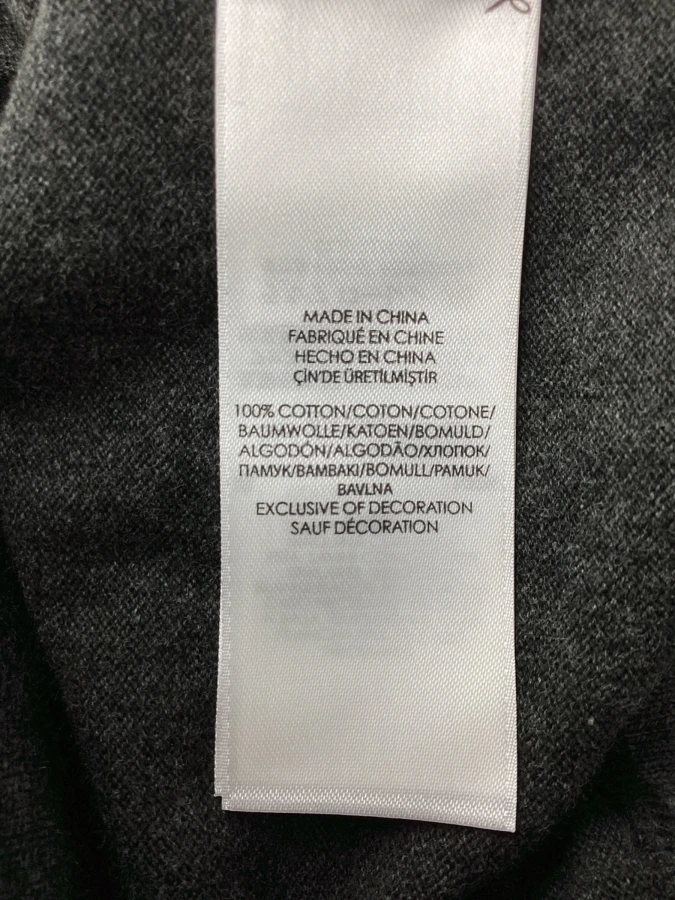 MADE IN CHINA
FABRIQUÉ EN CHINE
HECHO EN CHINA
ÇİN'DE ÜRETİLMİŞTİR
100% COTTON/COTON/COTONE/
BAUMWOLLE/KATOEN/BOMULD/
ALGODÓN/ALGODÃO/ХЛОПОК/
ПАМУК/BAMBAKI/BOMULL/PAMUK/
BAVLNA
EXCLUSIVE OF DECORATION
SAUF DÉCORATION